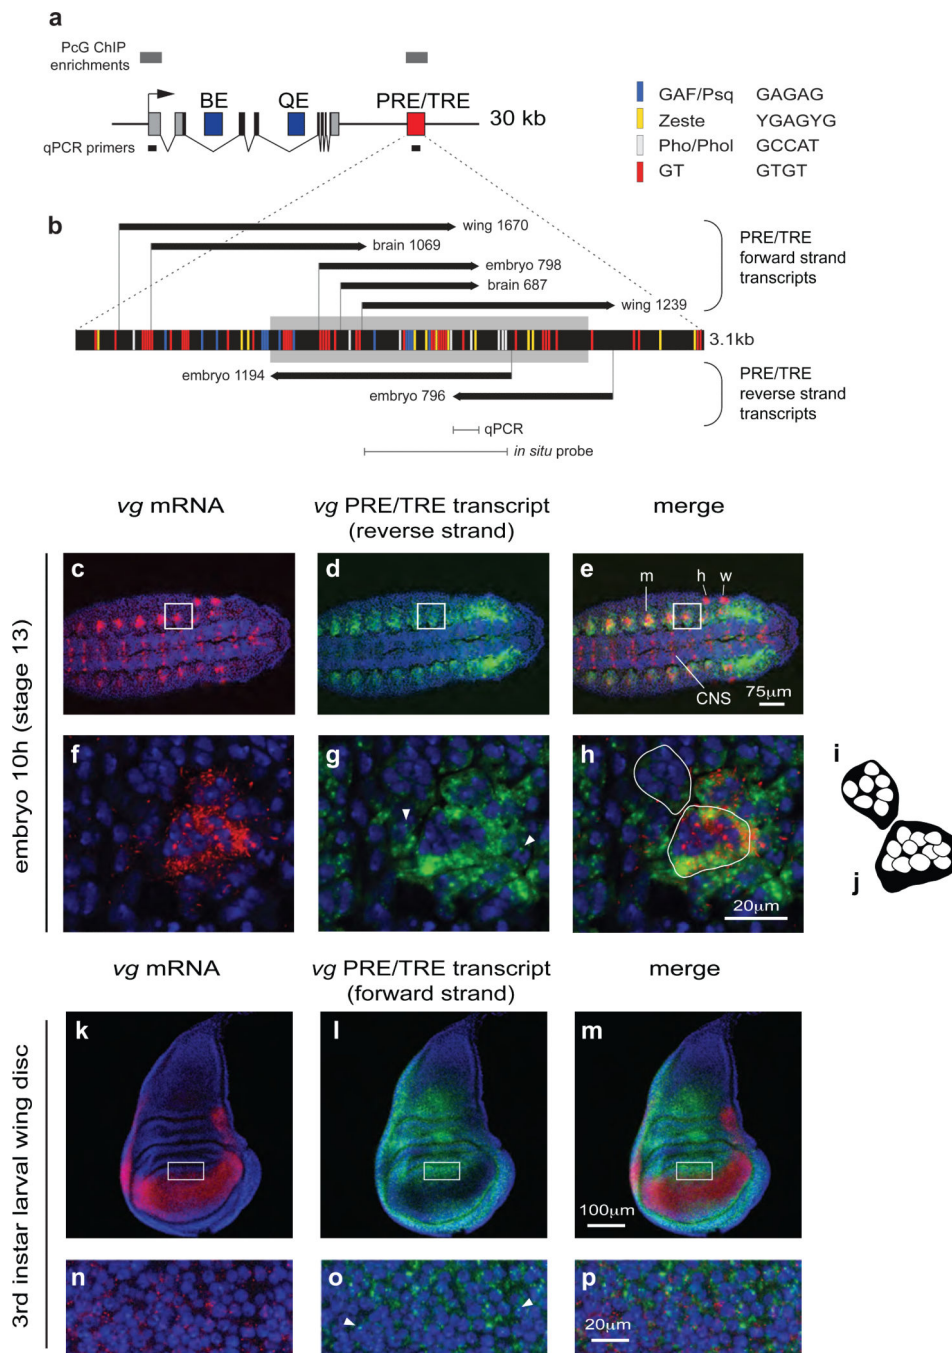 a
PcG ChIP
enrichments
BE
QE
PRE/TRE
30 kb
qPCR primers
GAF/Psq GAGAG
Zeste YGAGYG
Pho/Phol GCCAT
GT GTGT
b
wing 1670
brain 1069
embryo 798
brain 687
wing 1239
PRE/TRE
forward strand
transcripts
3.1kb
embryo 1194
embryo 796
PRE/TRE
reverse strand
transcripts
qPCR
in situ probe
vg mRNA
vg PRE/TRE transcript
(reverse strand)
merge
embryo 10h (stage 13)
c
d
e
m
h
w
CNS
75µm
f
g
h
20µm
i
j
vg mRNA
vg PRE/TRE transcript
(forward strand)
merge
3rd instar larval wing disc
k
l
m
100µm
n
o
p
20µm